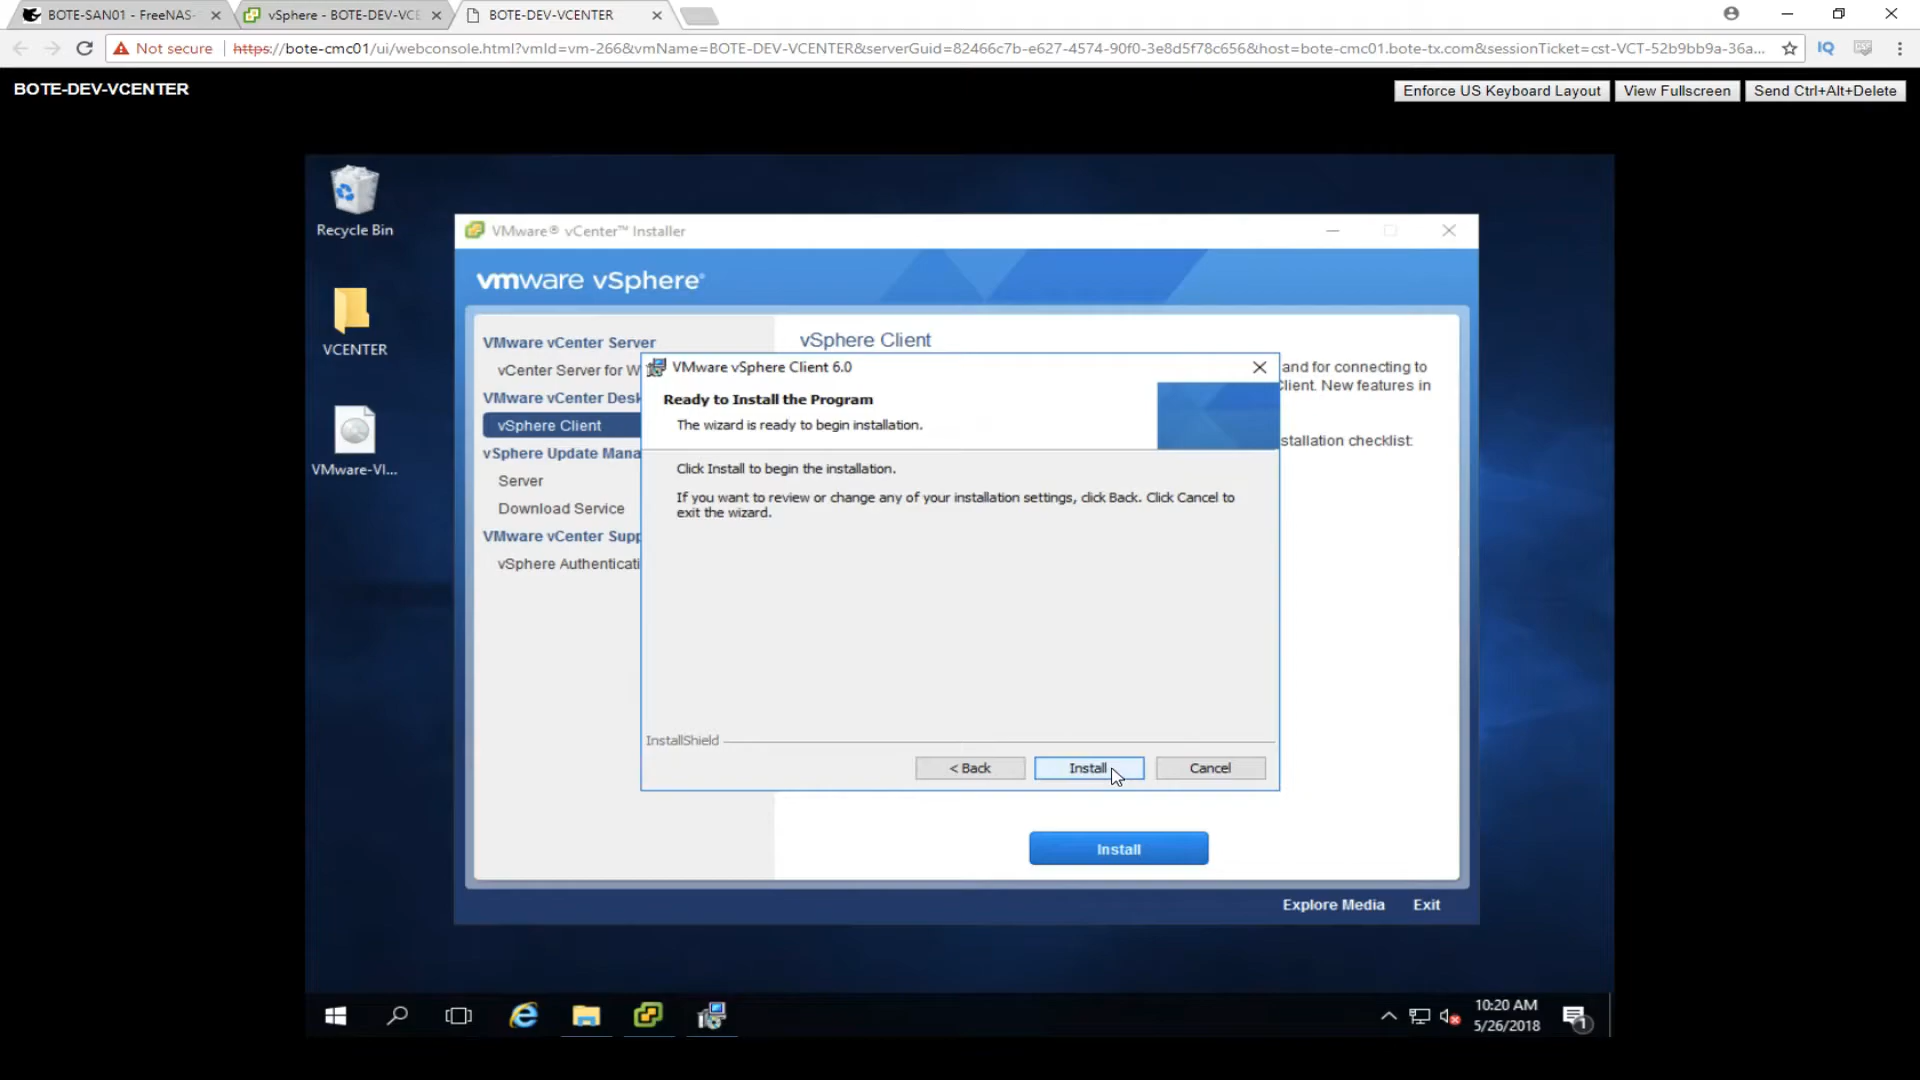 BOTE-SAN01 - FreeNAS-
vSphere - BOTE-DEV-VCE
BOTE-DEV-VCENTER
Not secure
https://bote-cmc01/ui/webconsole.html?vmId=vm-266&vmName=BOTE-DEV-VCENTER&serverGuid=82466c7b-e627-4574-90f0-3e8d5f78c656&host=bote-cmc01.bote-tx.com&sessionTicket=cst-VCT-52b9bb9a-36a...
IQ
BOTE-DEV-VCENTER
Enforce US Keyboard Layout
View Fullscreen
Send Ctrl+Alt+Delete
Recycle Bin
VCENTER
VMware-VI...
VMware® vCenter™ Installer
vmware vSphere®
VMware vCenter Server
vCenter Server for W
VMware vCenter Desk
vSphere Client
vSphere Update Mana
Server
Download Service
VMware vCenter Supp
vSphere Authenticati
vSphere Client
and for connecting to
Client. New features in
stallation checklist:
VMware vSphere Client 6.0
Ready to Install the Program
The wizard is ready to begin installation.
Click Install to begin the installation.
If you want to review or change any of your installation settings, click Back. Click Cancel to
exit the wizard.
InstallShield
< Back
Install
Cancel
Install
Explore Media
Exit
10:20 AM
5/26/2018
1